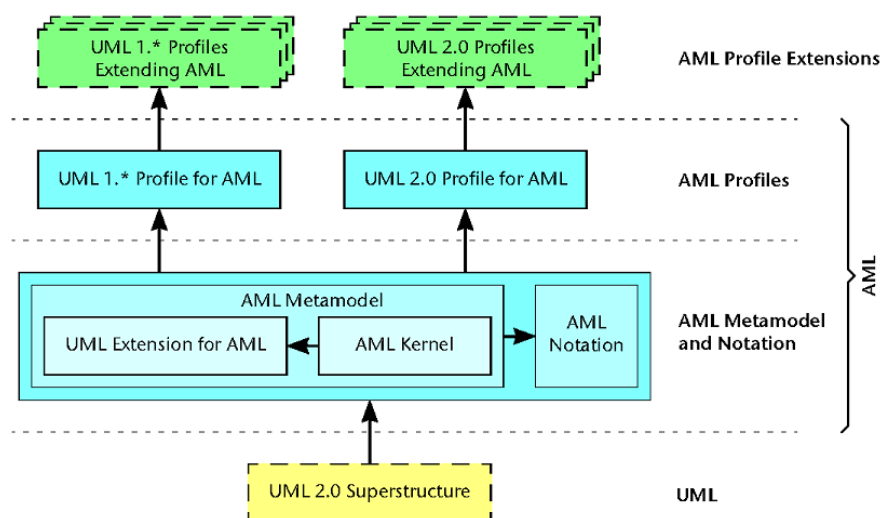 UML 1.* Profiles
Extending AML
UML 2.0 Profiles
Extending AML
AML Profile Extensions
UML 1.* Profile for AML
UML 2.0 Profile for AML
AML Profiles
AML
AML Metamodel
UML Extension for AML
AML Kernel
AML
Notation
AML Metamodel
and Notation
UML 2.0 Superstructure
UML